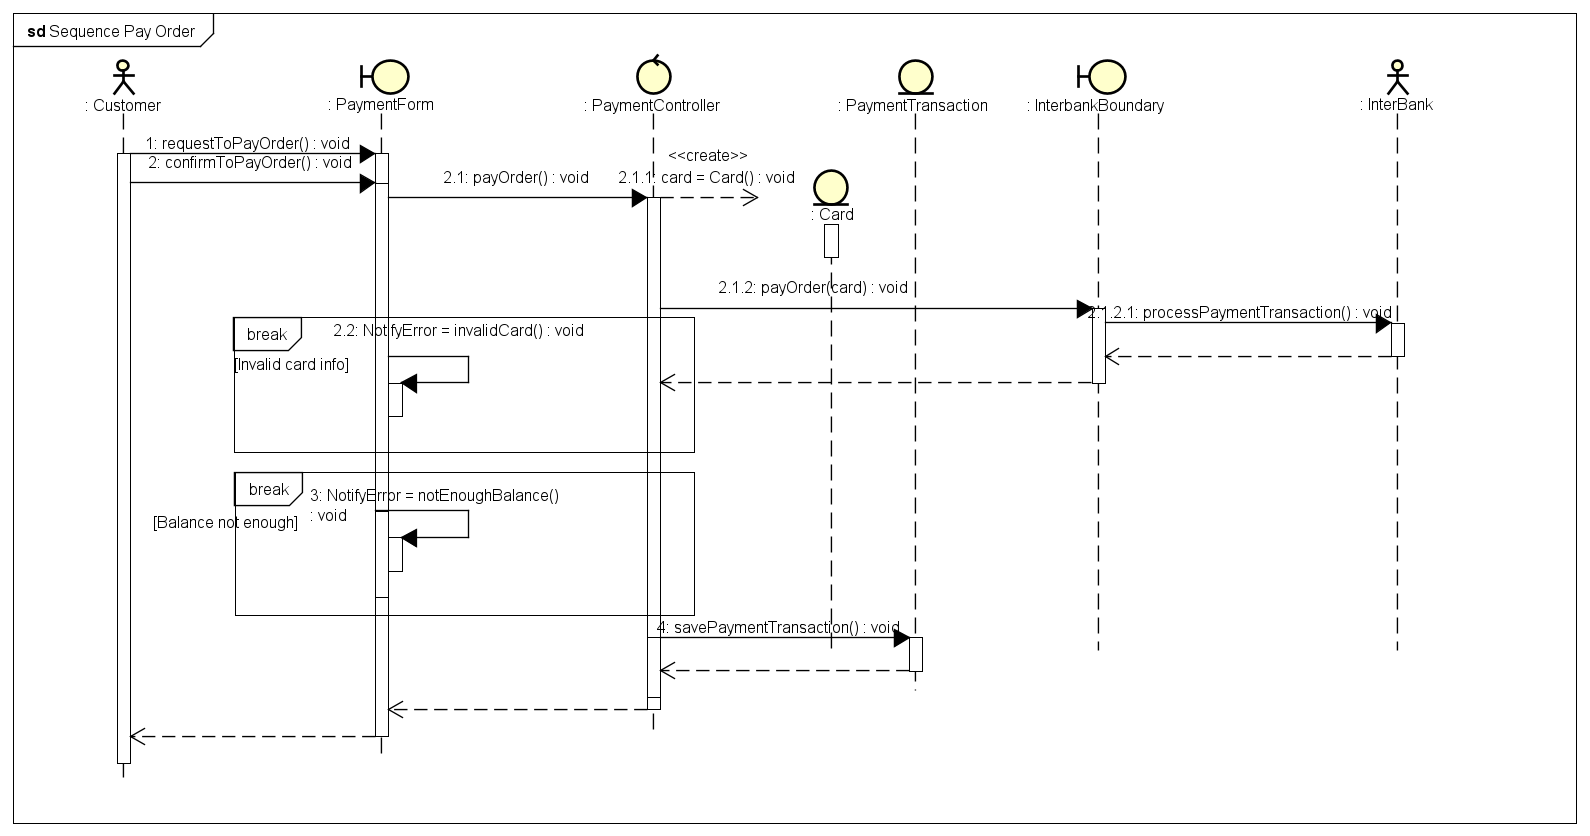 sd Sequence Pay Order
: Customer
: PaymentForm
: PaymentController
: PaymentTransaction
: InterbankBoundary
: InterBank
1: requestToPayOrder() : void
2: confirmToPayOrder() : void
<<create>>
2.1: payOrder() : void
2.1.1: card = Card() : void
: Card
2.1.2: payOrder(card) : void
2.1.2.1: processPaymentTransaction() : void
break
2.2: NotifyError = invalidCard() : void
[Invalid card info]
break
3: NotifyError = notEnoughBalance()
: void
[Balance not enough]
4: savePaymentTransaction() : void